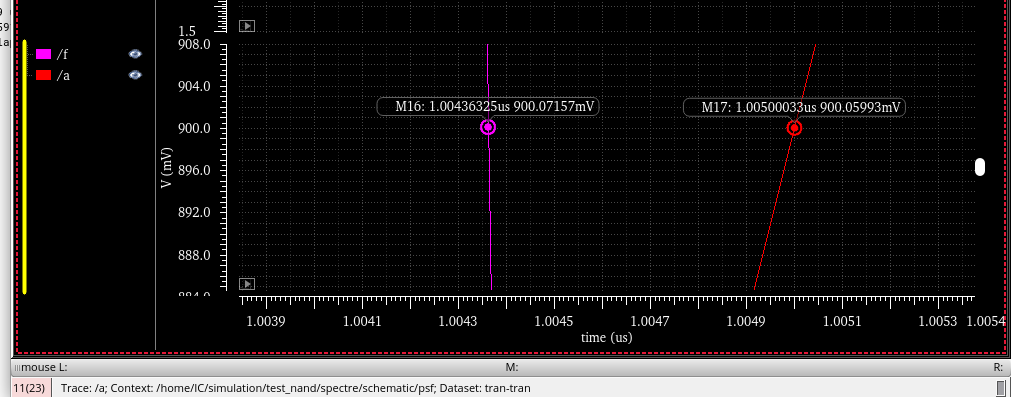 9
59
la
1.5
/f
/a
908.0
904.0
900.0
896.0
892.0
888.0
884.0
V (mV)
M16: 1.00436325us 900.07157mV
M17: 1.00500033us 900.05993mV
1.0039 1.0041 1.0043 1.0045 1.0047 1.0049 1.0051 1.0053 1.0054
time (us)
mouse L: M: R:
11(23) Trace: /a; Context: /home/IC/simulation/test_nand/spectre/schematic/psf; Dataset: tran-tran